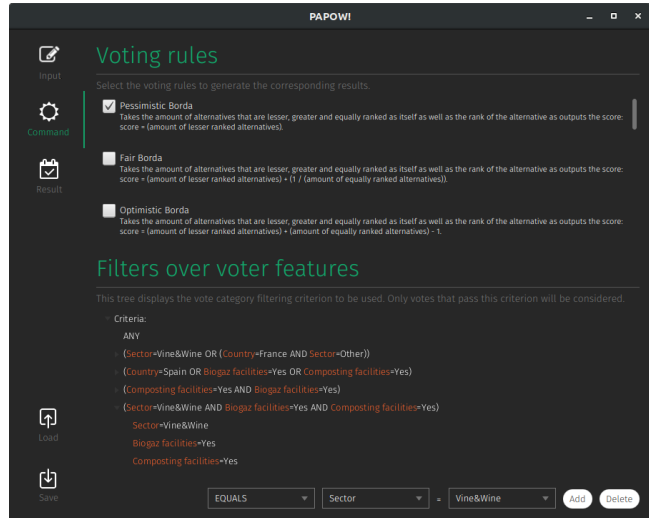 PAPOW!
Input
Command
Result
Load
Save
Voting rules
Select the voting rules to generate the corresponding results.
Pessimistic Borda
Takes the amount of alternatives that are lesser, greater and equally ranked as itself as well as the rank of the alternative as outputs the score:
score = (amount of lesser ranked alternatives).
Fair Borda
Takes the amount of alternatives that are lesser, greater and equally ranked as itself as well as the rank of the alternative as outputs the score:
score = (amount of lesser ranked alternatives) + (1 / (amount of equally ranked alternatives)).
Optimistic Borda
Takes the amount of alternatives that are lesser, greater and equally ranked as itself as well as the rank of the alternative as outputs the score:
score = (amount of lesser ranked alternatives) + (amount of equally ranked alternatives) - 1.
Filters over voter features
This tree displays the vote category filtering criterion to be used. Only votes that pass this criterion will be considered.
Criteria:
ANY
(Sector=Vine&Wine OR (Country=France AND Sector=Other))
(Country=Spain OR Biogaz facilities=Yes OR Composting facilities=Yes)
(Composting facilities=Yes AND Biogaz facilities=Yes)
(Sector=Vine&Wine AND Biogaz facilities=Yes AND Composting facilities=Yes)
Sector=Vine&Wine
Biogaz facilities=Yes
Composting facilities=Yes
EQUALS Sector = Vine&Wine Add Delete